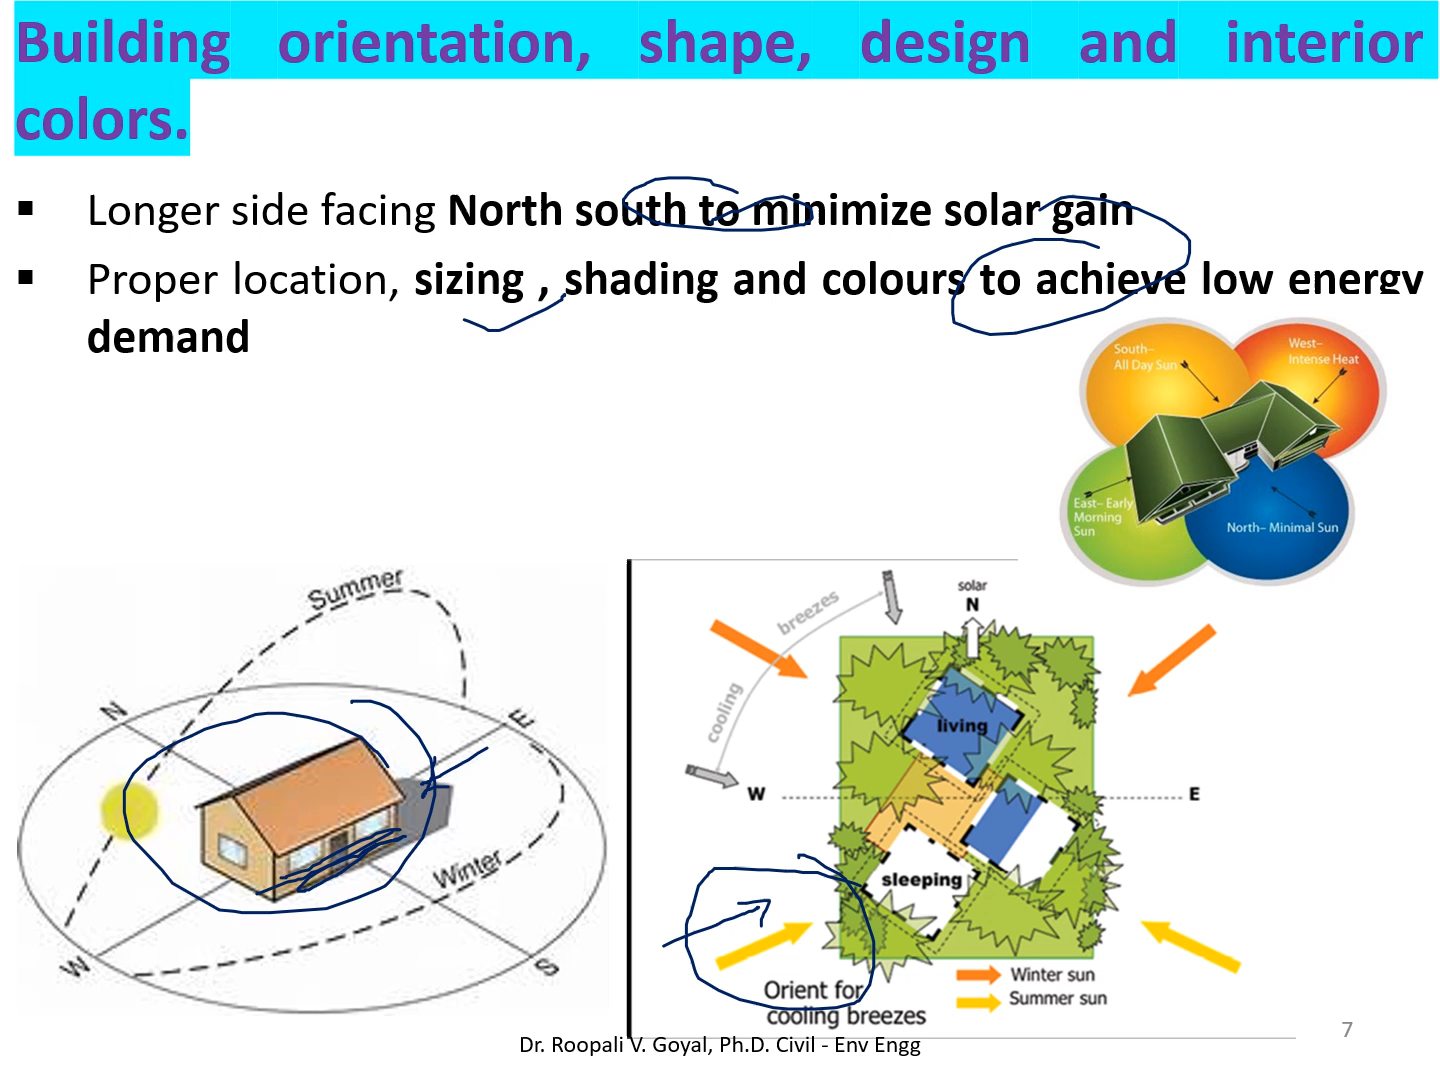 Building orientation, shape, design and interior
colors.
▪ Longer side facing North south to minimize solar gain
▪ Proper location, sizing , shading and colours to achieve low energy
demand
South–
All Day Sun
West–
Intense Heat
East– Early
Morning
Sun
North– Minimal Sun
Summer
N
E
Winter
W
S
breezes
cooling
solar
N
living
W
E
sleeping
Winter sun
Summer sun
Orient for
cooling breezes
Dr. Roopali V. Goyal, Ph.D. Civil - Env Engg
7